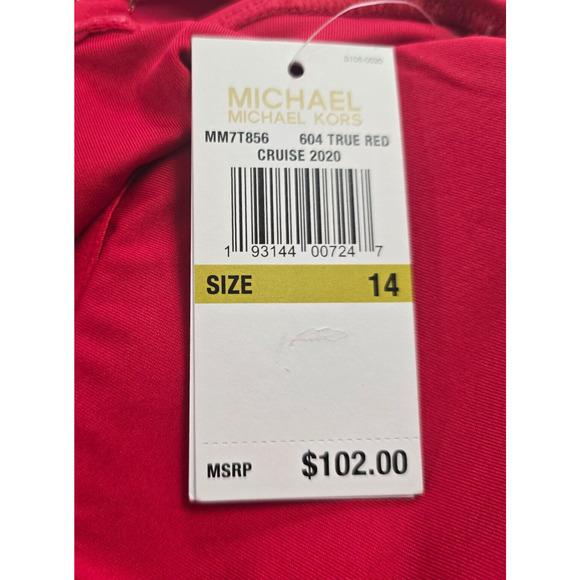 MICHAEL
MICHAEL KORS
MM7T856 604 TRUE RED
CRUISE 2020
1 93144 00724 7
SIZE 14
MSRP $102.00